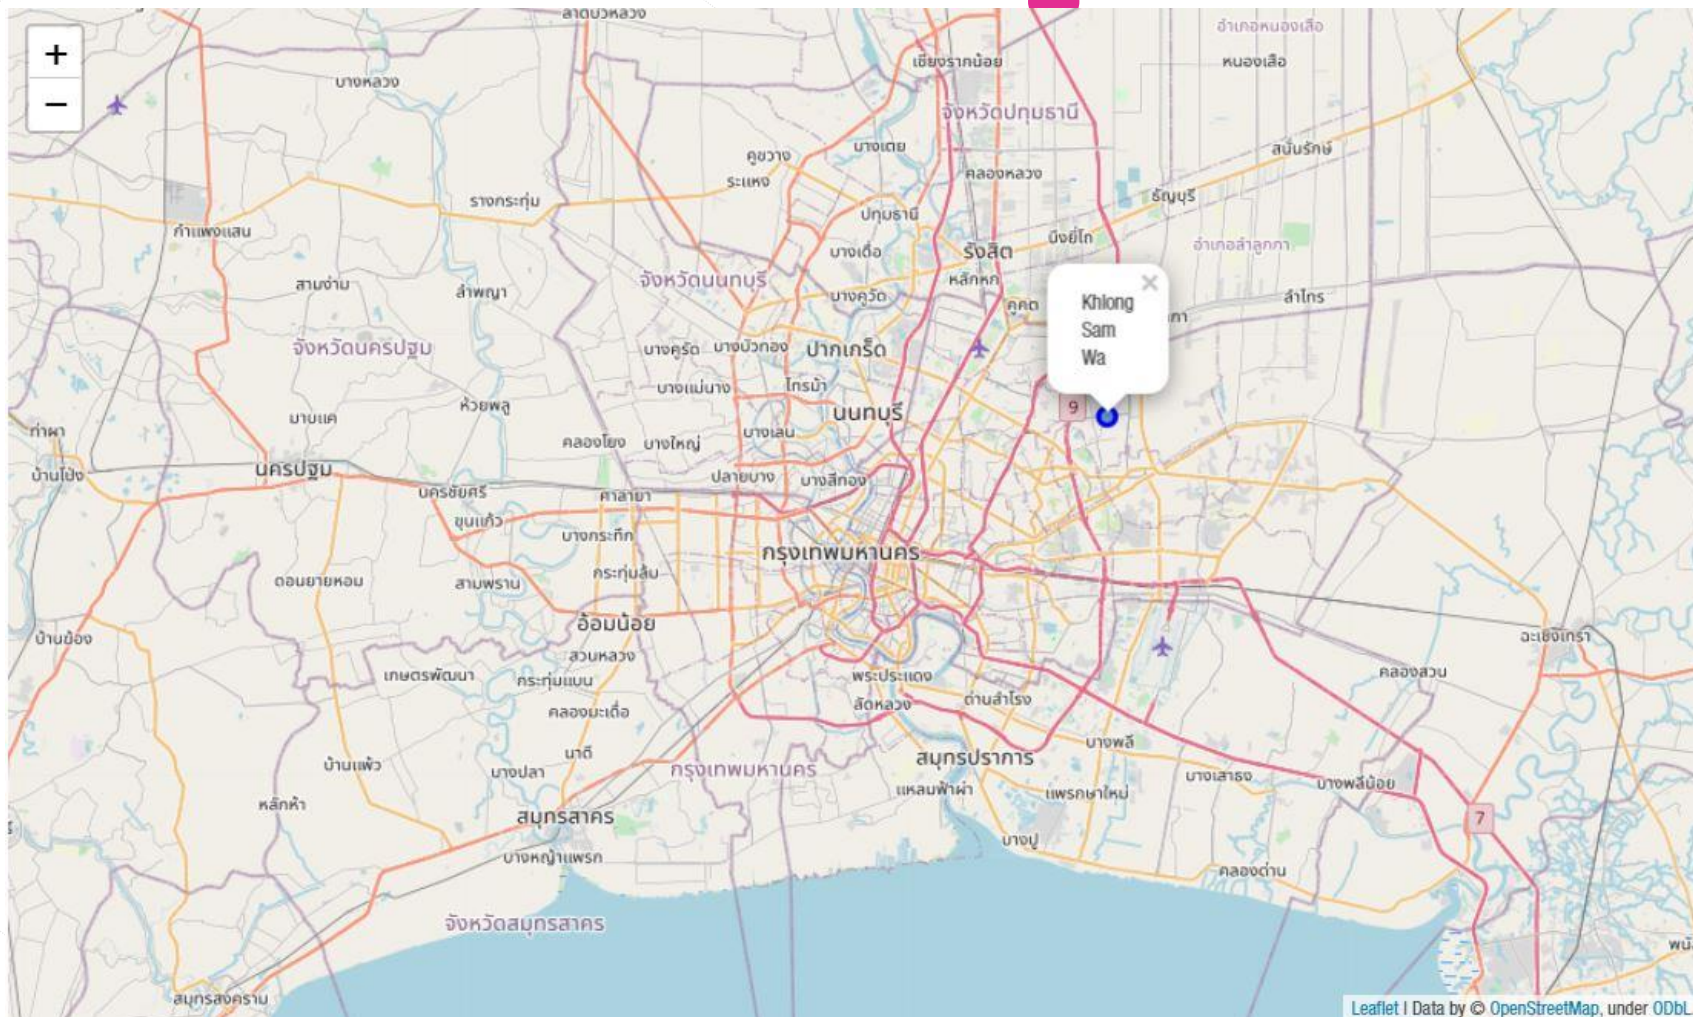 ลาดบัวหลวง
อำเภอหนองเสือ
+
เชียงรากน้อย
หนองเสือ
บางหลวง
−
จังหวัดปทุมธานี
บางเตย
สนั่นรักษ์
คูขวาง
ระแหง
คลองหลวง
รางกระทุ่ม
ธัญบุรี
ปทุมธานี
กำแพงแสน
บึงยี่โถ
อำเภอลำลูกกา
บางเดื่อ
รังสิต
จังหวัดนนทบุรี
หลักหก
สามง่าม
ลำพญา
บางคูวัด
คูคต
ลำไทร
Khlong
Sam
Wa
×
กา
จังหวัดนครปฐม
บางคูรัด
บางบัวทอง
ปากเกร็ด
บางแม่นาง
ไทรม้า
ห้วยพลู
9
นนทบุรี
มาบแค
ท่าผา
บางเลน
คลองโยง
บางใหญ่
บ้านโป่ง
นครปฐม
ปลายบาง
บางสีทอง
นครชัยศรี
ศาลายา
ขุนแก้ว
บางกระทึก
กรุงเทพมหานคร
ดอนยายหอม
สามพราน
กระทุ่มล้ม
อ้อมน้อย
บ้านฆ้อง
ฉะเชิงเทรา
สวนหลวง
เกษตรพัฒนา
กระทุ่มแบน
พระประแดง
คลองสวน
ลัดหลวง
ด่านสำโรง
คลองมะเดื่อ
บางพลี
นาดี
บ้านแพ้ว
บางปลา
กรุงเทพมหานคร
สมุทรปราการ
บางเสาธง
บางพลีน้อย
แหลมฟ้าผ่า
แพรกษาใหม่
หลักห้า
สมุทรสาคร
7
บางปู
บางหญ้าแพรก
คลองด่าน
จังหวัดสมุทรสาคร
สมุทรสงคราม
Leaflet | Data by © OpenStreetMap, under ODbL.